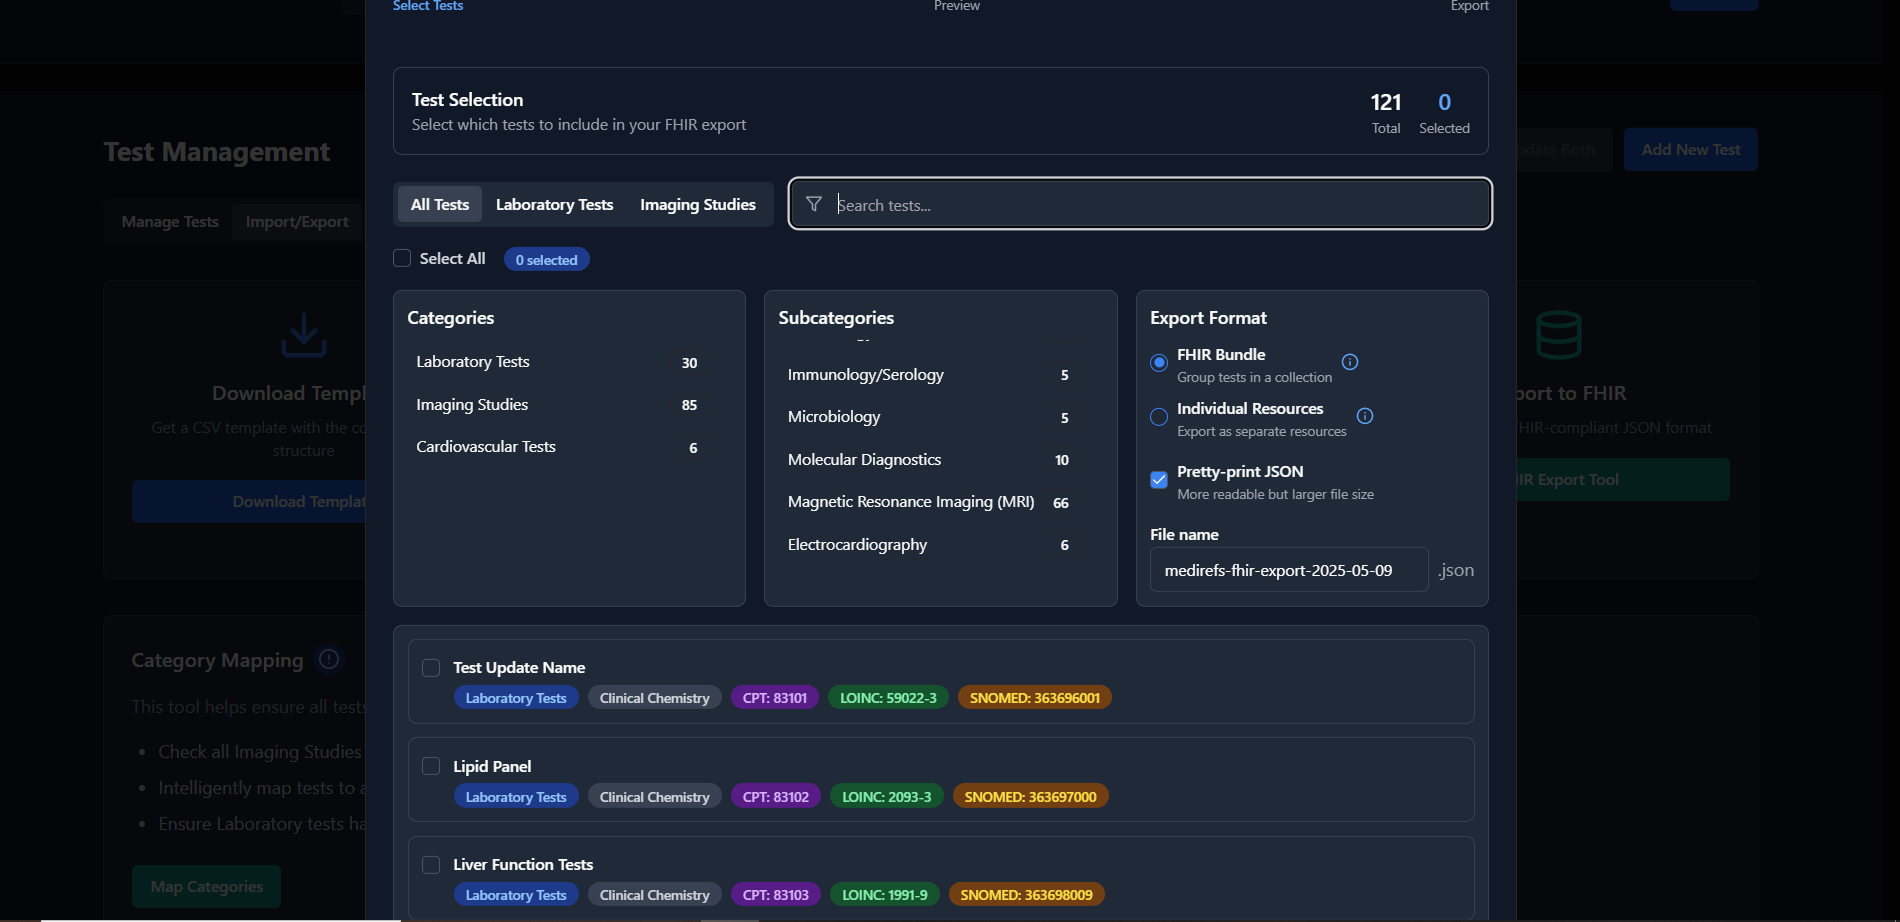 Select Tests
Preview
Export
Test Selection
Select which tests to include in your FHIR export
121
Total
0
Selected
Test Management
Add New Test
Manage Tests
Import/Export
All Tests
Laboratory Tests
Imaging Studies
Search tests...
Select All
0 selected
Categories
Laboratory Tests 30
Imaging Studies 85
Cardiovascular Tests 6
Subcategories
Immunology/Serology 5
Microbiology 5
Molecular Diagnostics 10
Magnetic Resonance Imaging (MRI) 66
Electrocardiography 6
Export Format
FHIR Bundle
Group tests in a collection
Individual Resources
Export as separate resources
Pretty-print JSON
More readable but larger file size
File name
medirefs-fhir-export-2025-05-09 .json
Download
Get a CSV template with the
structure
Download
to FHIR
JSON format
Export Tool
Category Mapping
This tool helps ensure all tests
Check all Imaging Studies
Intelligently map tests to
Ensure Laboratory tests
Map Categories
Test Update Name
Laboratory Tests Clinical Chemistry CPT: 83101 LOINC: 59022-3 SNOMED: 363696001
Lipid Panel
Laboratory Tests Clinical Chemistry CPT: 83102 LOINC: 2093-3 SNOMED: 363697000
Liver Function Tests
Laboratory Tests Clinical Chemistry CPT: 83103 LOINC: 1991-9 SNOMED: 363698009